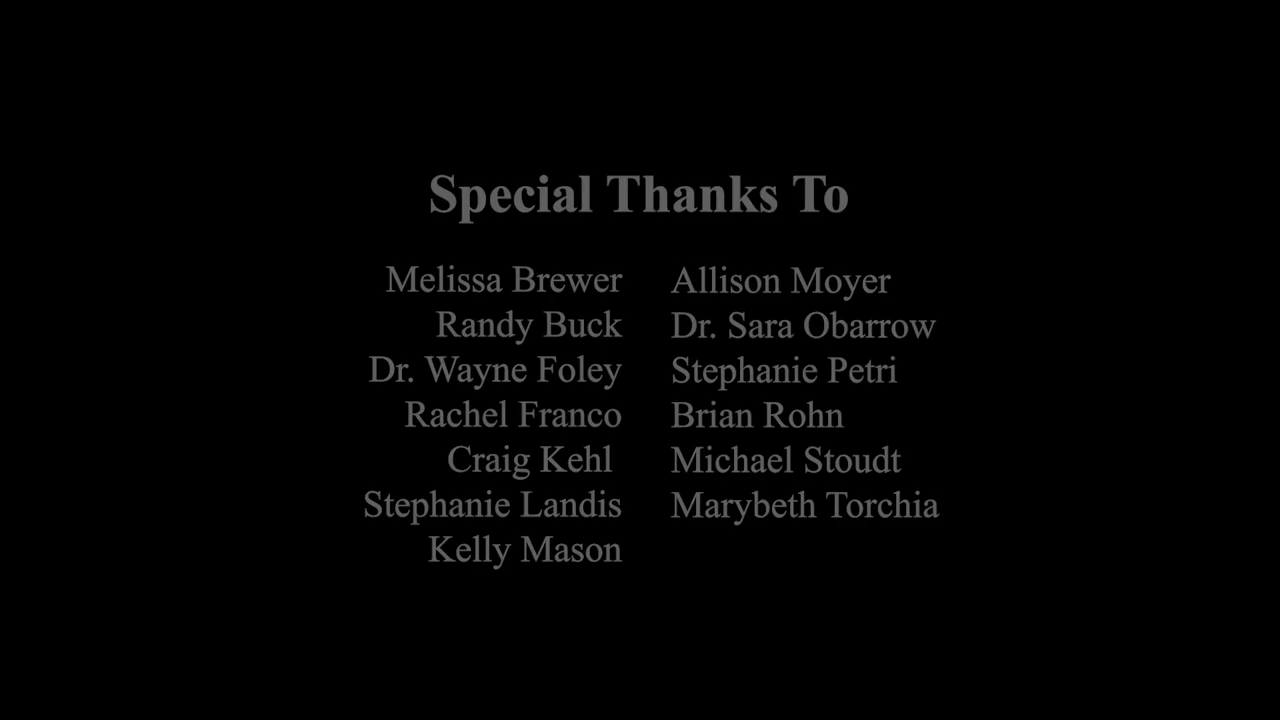 Special Thanks To
Melissa Brewer
Randy Buck
Dr. Wayne Foley
Rachel Franco
Craig Kehl
Stephanie Landis
Kelly Mason
Allison Moyer
Dr. Sara Obarrow
Stephanie Petri
Brian Rohn
Michael Stoudt
Marybeth Torchia